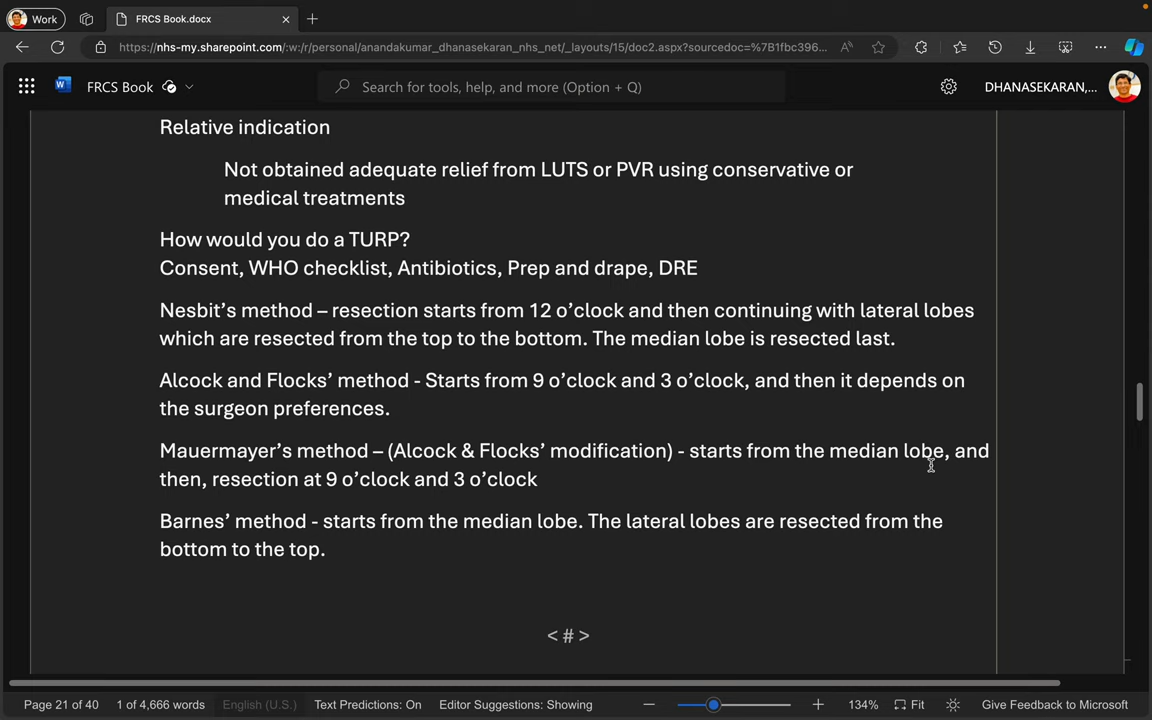 Work
FRCS Book.docx
https://nhs-my.sharepoint.com/:w:/r/personal/anandakumar_dhanasekaran_nhs_net/_layouts/15/doc2.aspx?sourcedoc=%7B1fbc396...
FRCS Book
Search for tools, help, and more (Option + Q)
DHANASEKARAN,...
Relative indication
Not obtained adequate relief from LUTS or PVR using conservative or
medical treatments
How would you do a TURP?
Consent, WHO checklist, Antibiotics, Prep and drape, DRE
Nesbit’s method – resection starts from 12 o’clock and then continuing with lateral lobes
which are resected from the top to the bottom. The median lobe is resected last.
Alcock and Flocks’ method - Starts from 9 o’clock and 3 o’clock, and then it depends on
the surgeon preferences.
Mauermayer’s method – (Alcock & Flocks’ modification) - starts from the median lobe, and
then, resection at 9 o’clock and 3 o’clock
Barnes’ method - starts from the median lobe. The lateral lobes are resected from the
bottom to the top.
< # >
Page 21 of 40 1 of 4,666 words English (U.S.) Text Predictions: On Editor Suggestions: Showing 134% Fit Give Feedback to Microsoft